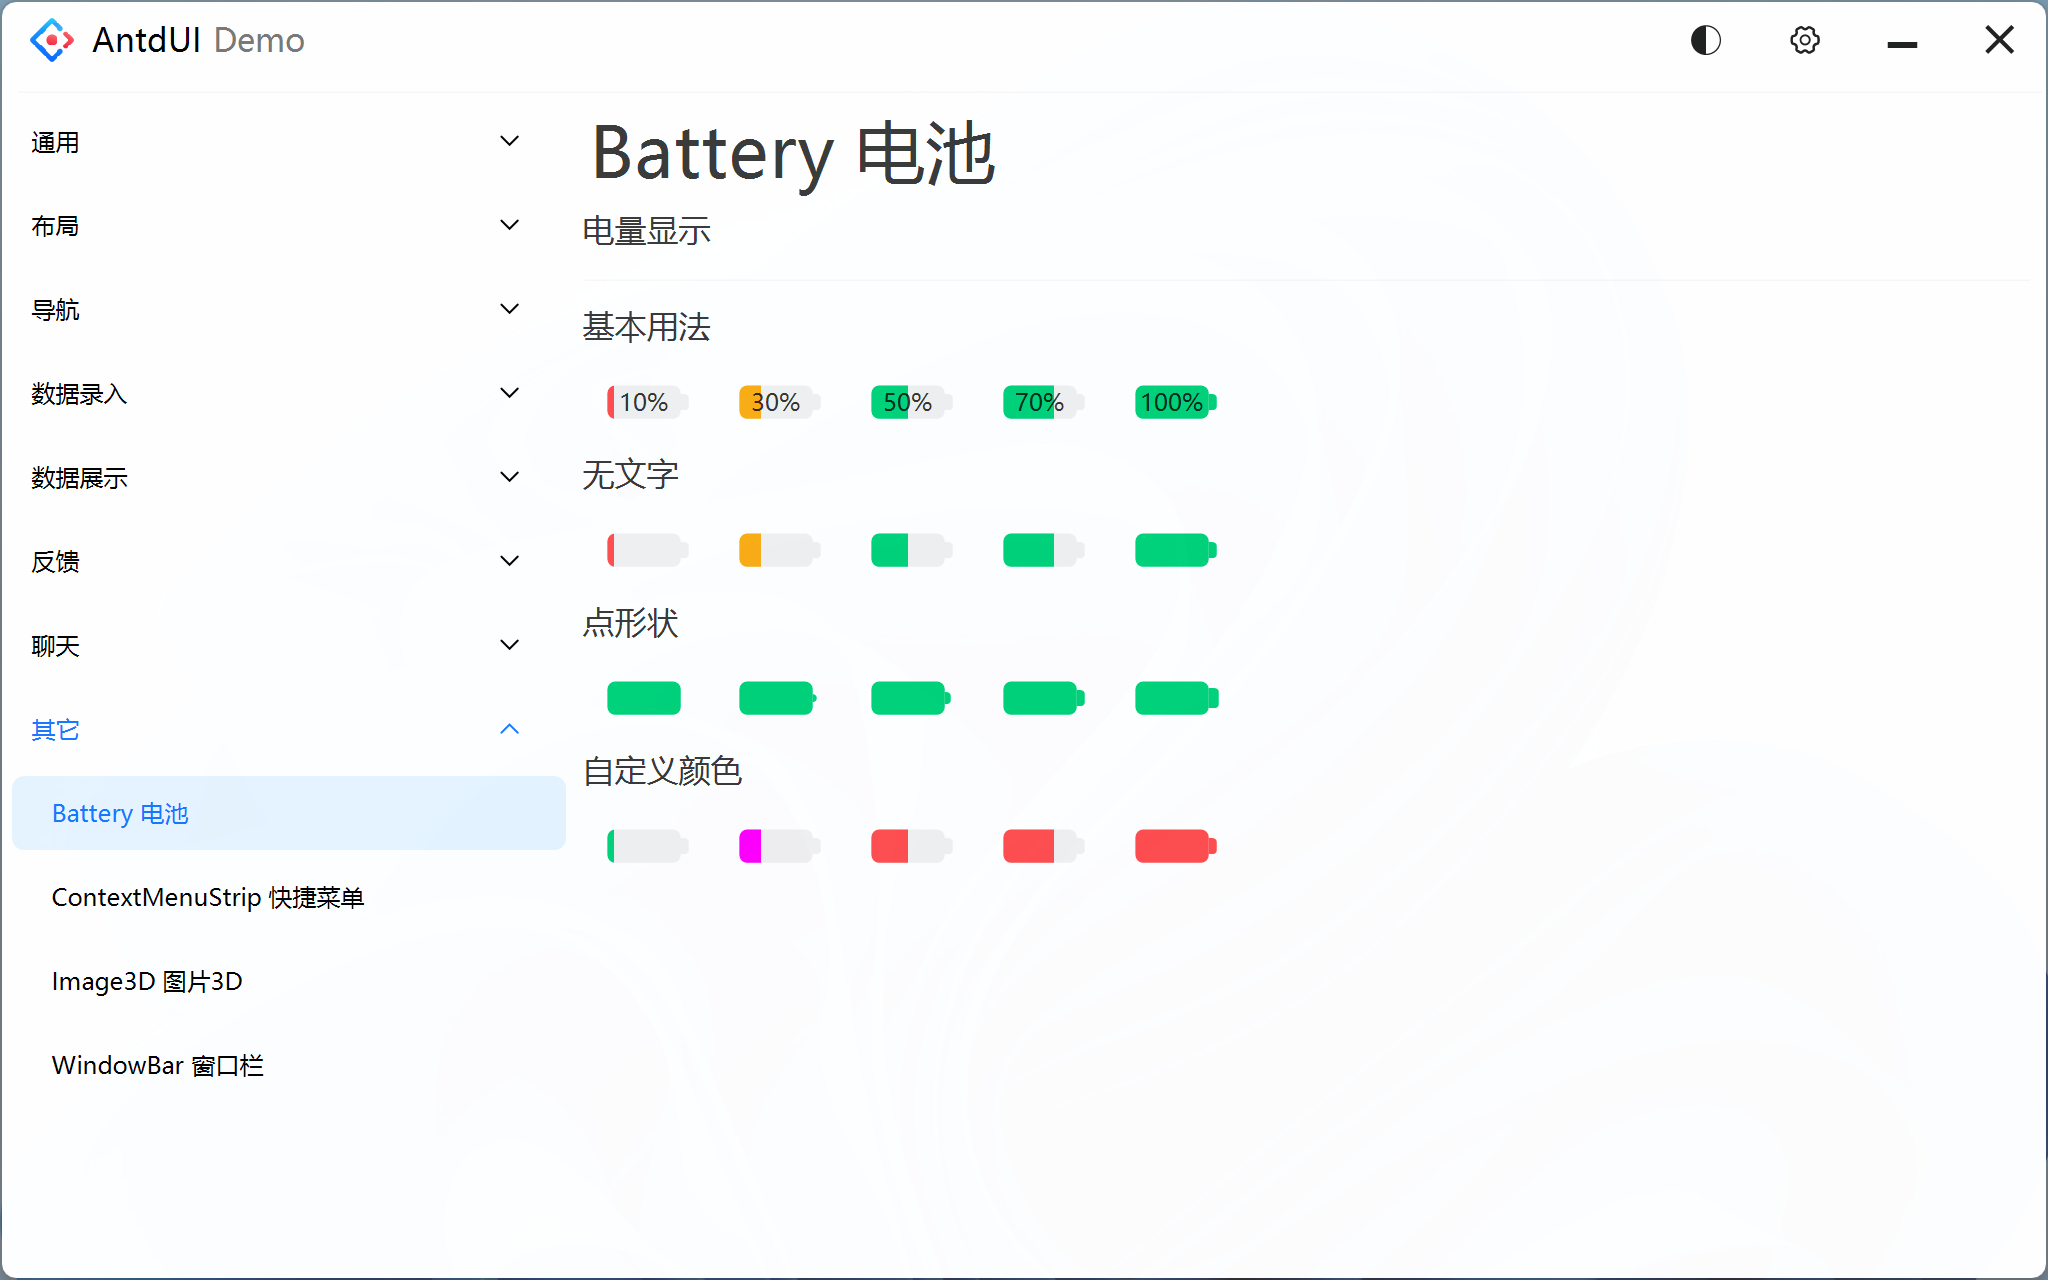 AntdUI Demo
通用
布局
导航
数据录入
数据展示
反馈
聊天
其它
Battery 电池
ContextMenuStrip 快捷菜单
Image3D 图片3D
WindowBar 窗口栏
Battery 电池
电量显示
基本用法
10% 30% 50% 70% 100%
无文字
点形状
自定义颜色